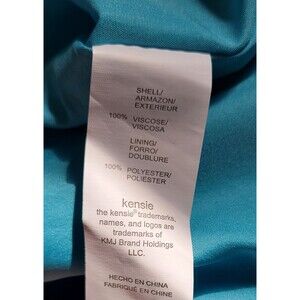 SHELL/
ARMAZON/
EXTERIEUR
100% VISCOSE/
VISCOSA
LINING/
FORRO/
DOUBLURE
100% POLYESTER/
POLIESTER
kensie
the kensie® trademarks,
names, and logos are
trademarks of
KMJ Brand Holdings
LLC.
HECHO EN CHINA
FABRIQUÉ EN CHINE